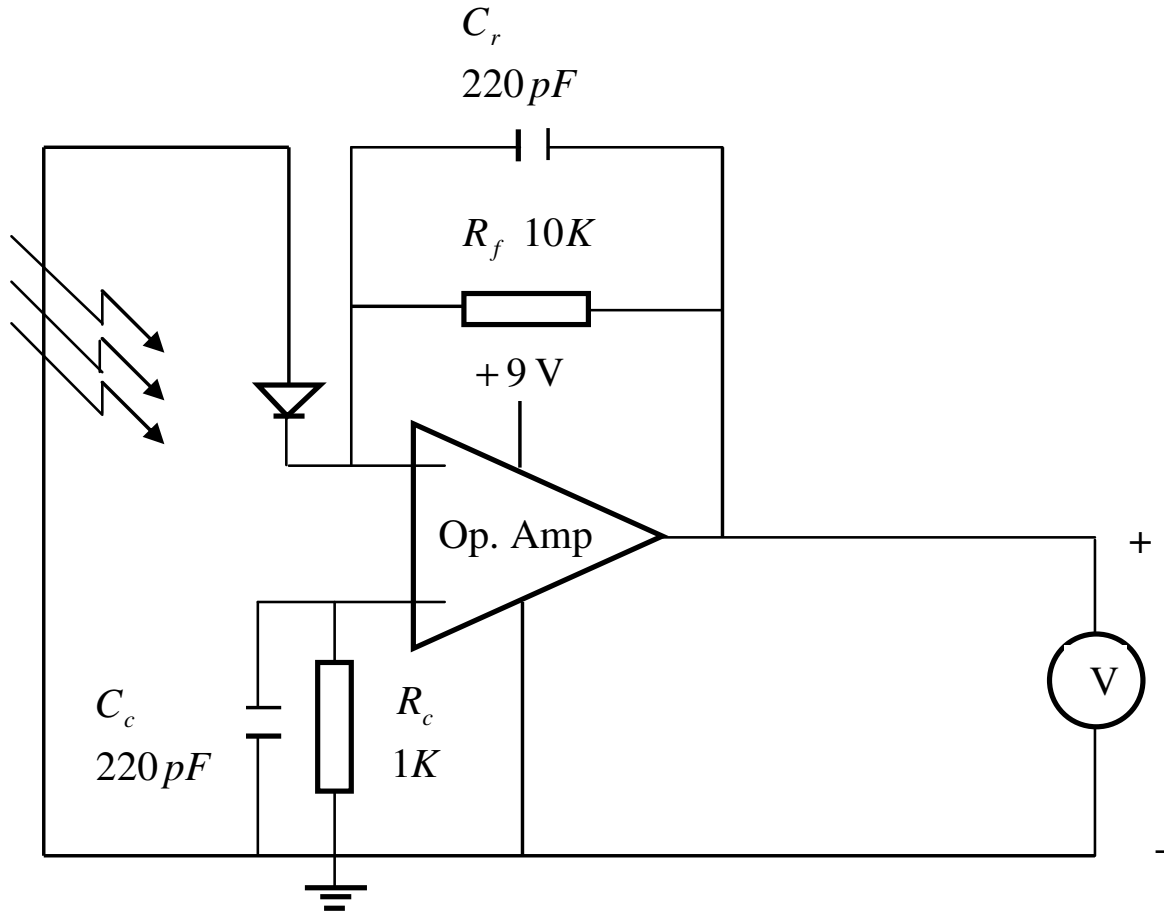 C_r
220 pF
R_f 10K
+ 9 V
Op. Amp
+
V
C_c
220 pF
R_c
1K
-